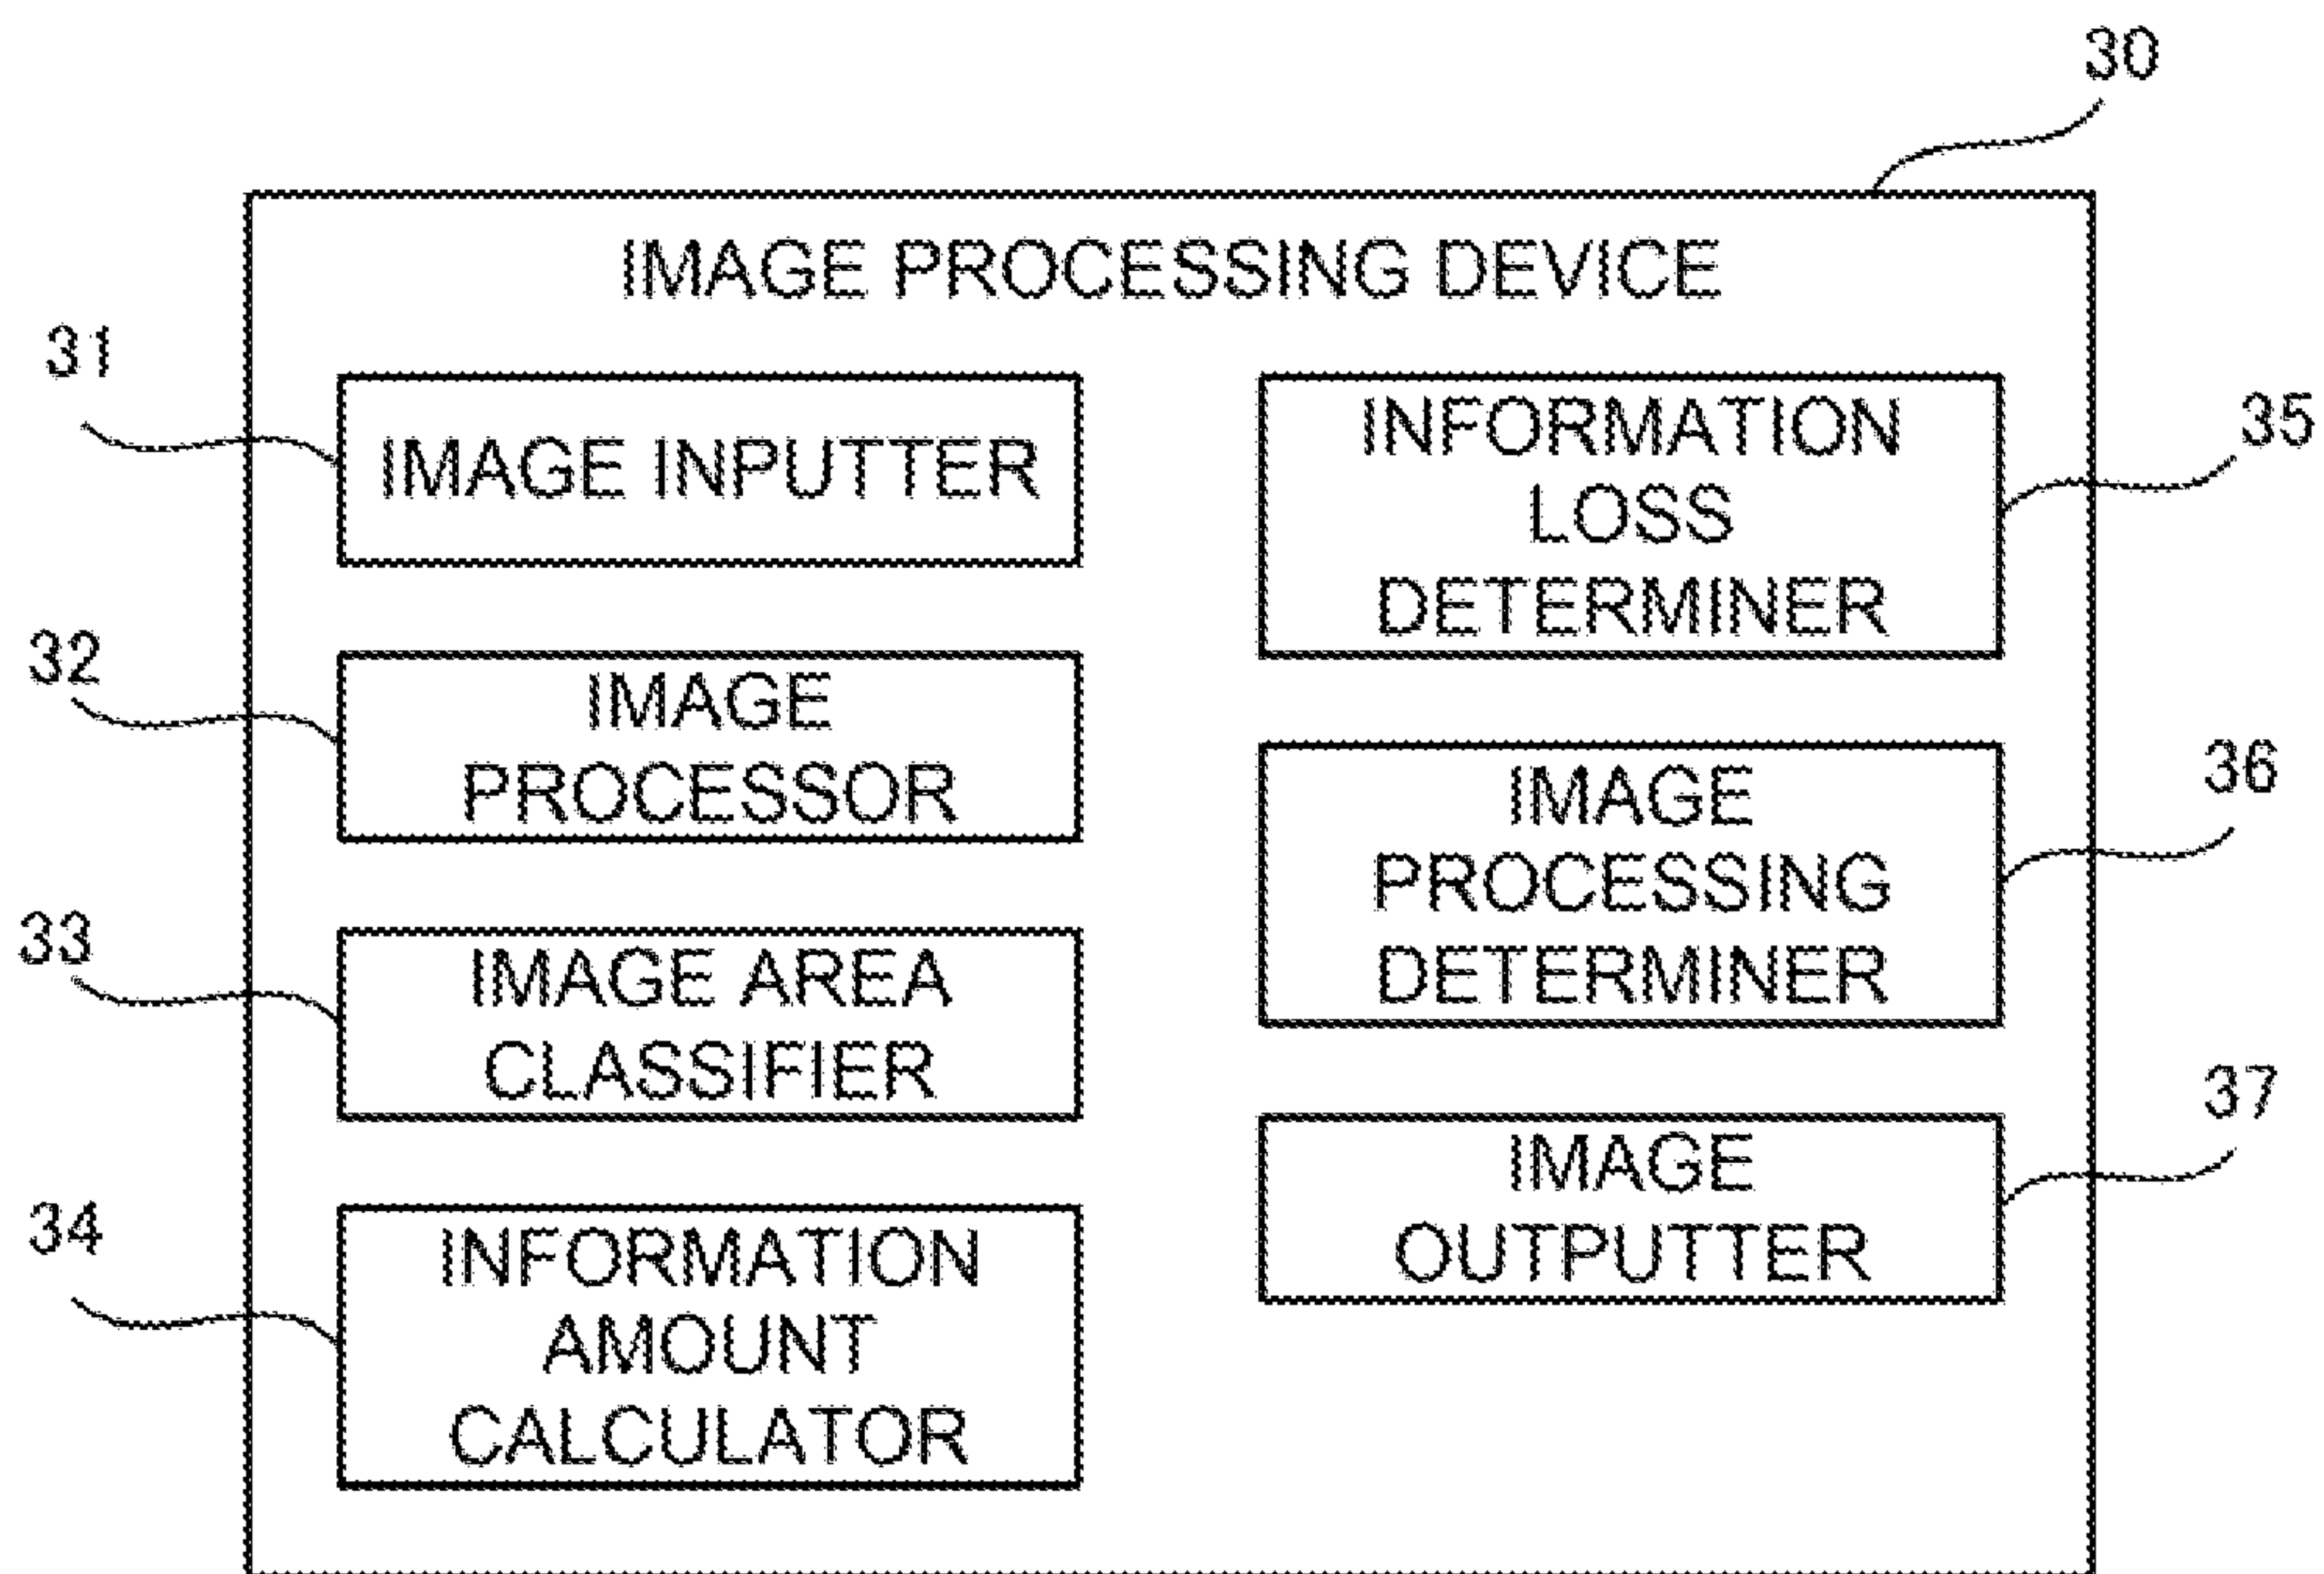 30
IMAGE PROCESSING DEVICE
31
IMAGE INPUTTER
32
IMAGE
PROCESSOR
33
IMAGE AREA
CLASSIFIER
34
INFORMATION
AMOUNT
CALCULATOR
35
INFORMATION
LOSS
DETERMINER
36
IMAGE
PROCESSING
DETERMINER
37
IMAGE
OUTPUTTER